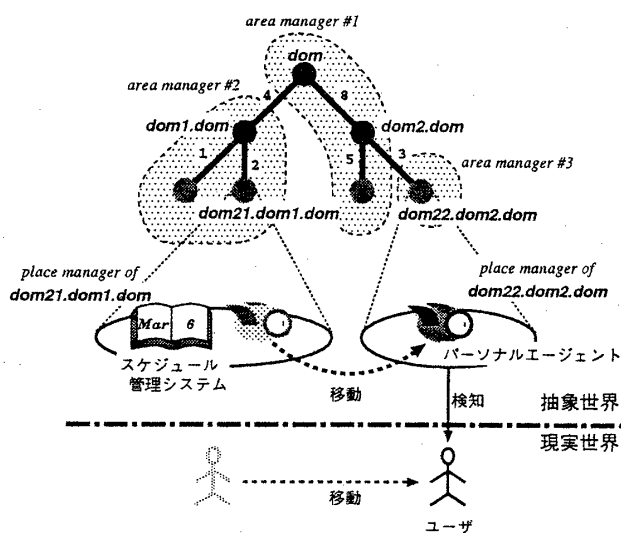 area manager #1
dom
area manager #2
4
8
dom1.dom
dom2.dom
1
2
5
3
area manager #3
dom21.dom1.dom
dom22.dom2.dom
place manager of
dom21.dom1.dom
place manager of
dom22.dom2.dom
Mar 6
スケジュール
管理システム
パーソナルエージェント
移動
検知
抽象世界
現実世界
移動
ユーザ